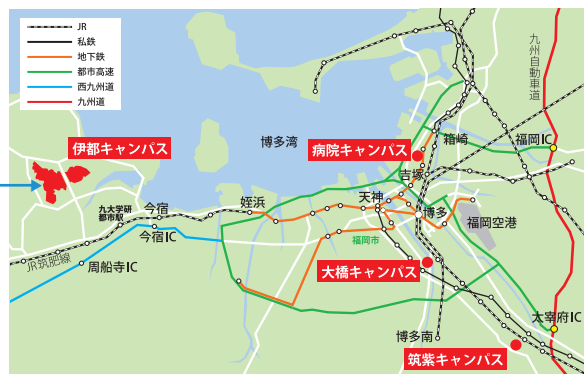 JR
私鉄
地下鉄
都市高速
西九州道
九州道
九州自動車道
伊都キャンパス
博多湾
病院キャンパス
箱崎
福岡IC
吉塚
九大学研
都市駅
今宿
姪浜
天神
博多
福岡空港
今宿IC
福岡市
JR筑肥線
周船寺IC
大橋キャンパス
太宰府IC
博多南
筑紫キャンパス